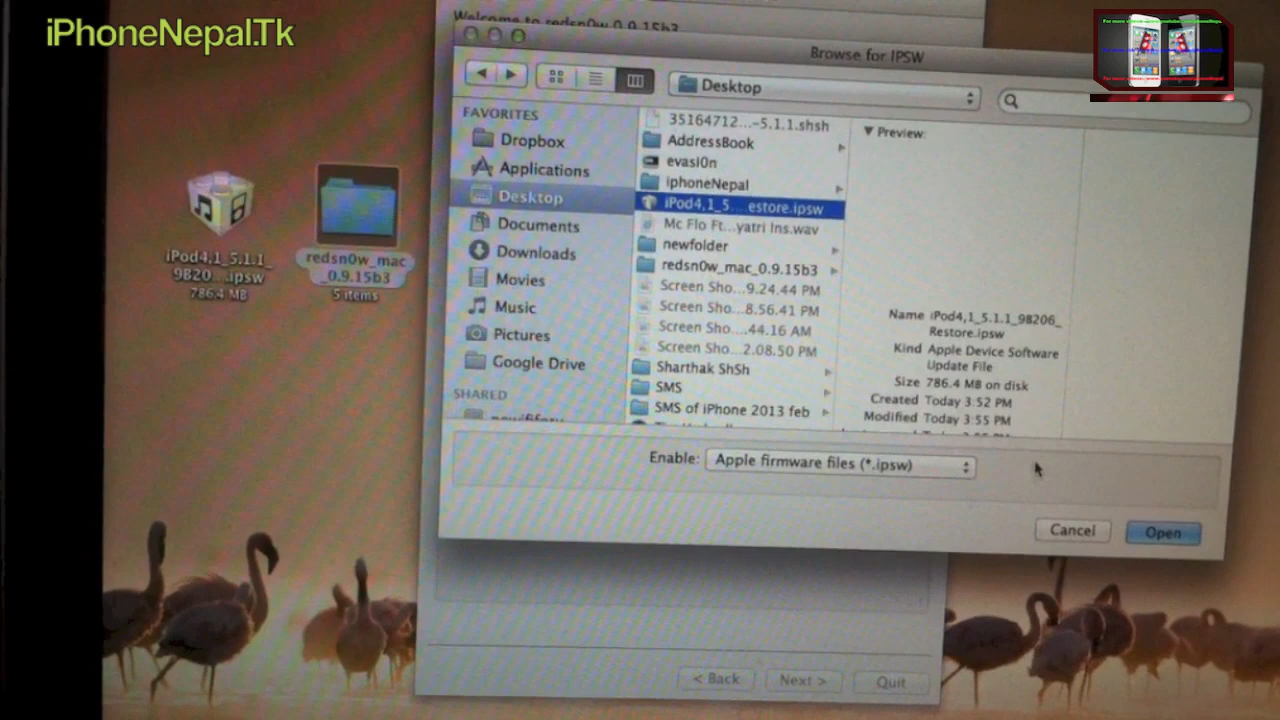 iPhoneNepal.Tk
Welcome to redsn0w 0.9.15b3
Browse for IPSW
Desktop
FAVORITES
Dropbox
Applications
Desktop
Documents
Downloads
Movies
Music
Pictures
Google Drive
SHARED
35164712...-5.1.1.shsh
AddressBook
evasi0n
iphoneNepal
iPod4,1_5....estore.ipsw
Mc Flo Ft...yatri Ins.wav
newfolder
redsn0w_mac_0.9.15b3
Screen Sho...9.24.44 PM
Screen Sho...8.56.41 PM
Screen Sho....44.16 AM
Screen Sho...2.08.50 PM
Sharthak ShSh
SMS
SMS of iPhone 2013 feb
Preview:
Name iPod4,1_5.1.1_9B206_
Restore.ipsw
Kind Apple Device Software
Update File
Size 786.4 MB on disk
Created Today 3:52 PM
Modified Today 3:55 PM
Enable: Apple firmware files (*.ipsw)
Cancel
Open
iPod4,1_5.1.1_
9B20...ipsw
786.4 MB
redsn0w_mac
_0.9.15b3
5 items
< Back
Next >
Quit